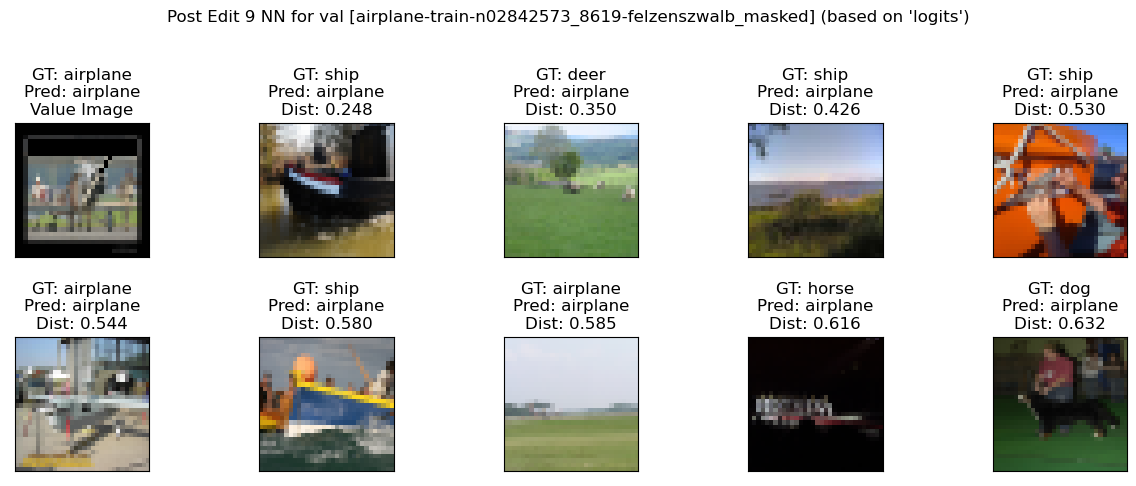 Post Edit 9 NN for val [airplane-train-n02842573_8619-felzenszwalb_masked] (based on 'logits')
GT: airplane
Pred: airplane
Value Image
GT: ship
Pred: airplane
Dist: 0.248
GT: deer
Pred: airplane
Dist: 0.350
GT: ship
Pred: airplane
Dist: 0.426
GT: ship
Pred: airplane
Dist: 0.530
GT: airplane
Pred: airplane
Dist: 0.544
GT: ship
Pred: airplane
Dist: 0.580
GT: airplane
Pred: airplane
Dist: 0.585
GT: horse
Pred: airplane
Dist: 0.616
GT: dog
Pred: airplane
Dist: 0.632